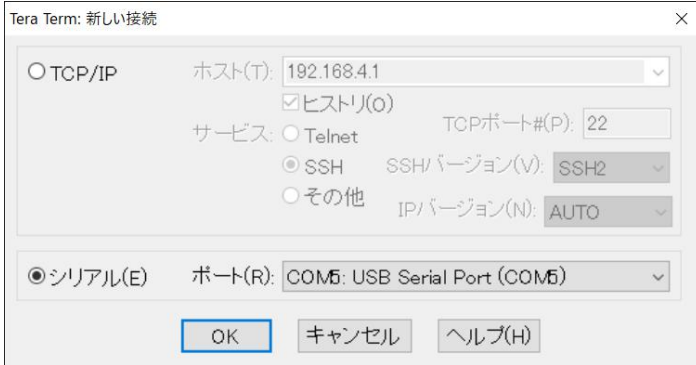 Tera Term: 新しい接続
TCP/IP ホスト(T): 192.168.4.1
ヒストリ(O)
サービス: Telnet TCPポート#(P): 22
SSH SSHバージョン(V): SSH2
その他 IPバージョン(N): AUTO
シリアル(E) ポート(R): COM5: USB Serial Port (COM5)
OK キャンセル ヘルプ(H)